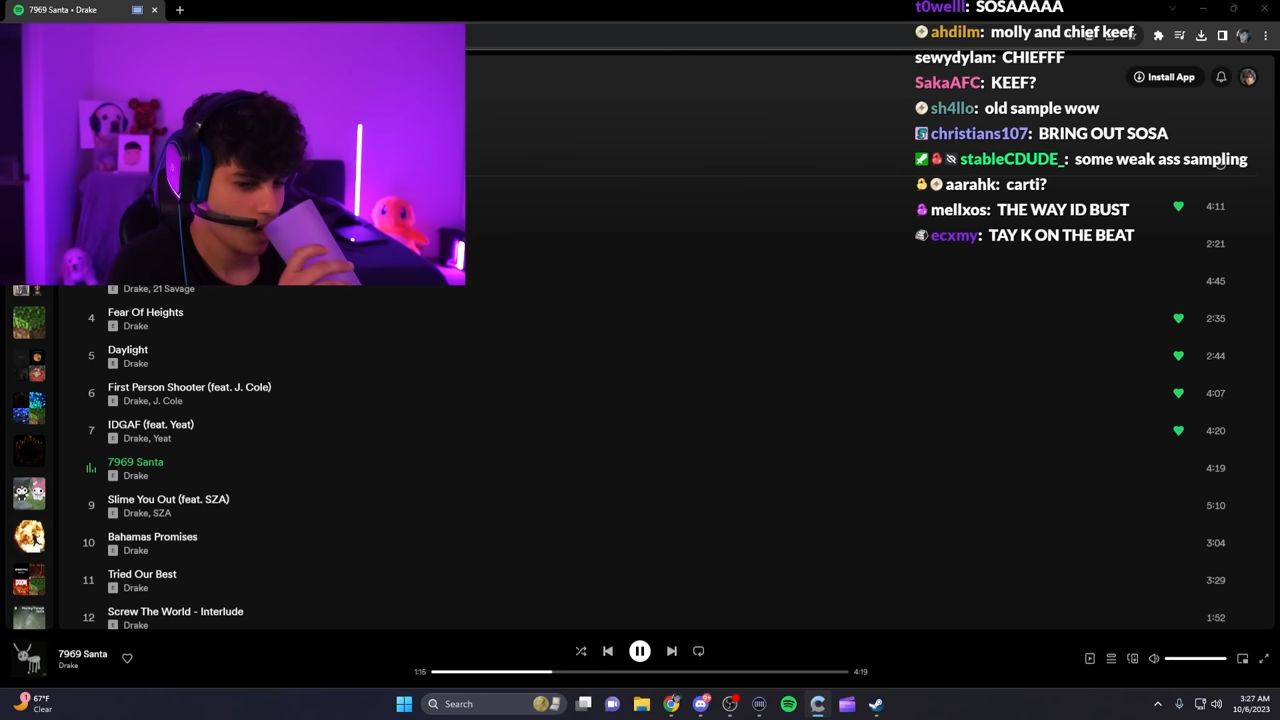 7969 Santa • Drake
t0welll: SOSAAAAA
ahdilm: molly and chief keef
sewydylan: CHIEFFF
SakaAFC: KEEF?
Install App
sh4llo: old sample wow
christians107: BRING OUT SOSA
stableCDUDE_: some weak ass sampling
aarahk: carti?
4:11
mellxos: THE WAY ID BUST
ecxmy: TAY K ON THE BEAT
2:21
E Drake, 21 Savage
4:45
4
Fear Of Heights
E Drake
2:35
5
Daylight
E Drake
2:44
6
First Person Shooter (feat. J. Cole)
E Drake, J. Cole
4:07
7
IDGAF (feat. Yeat)
E Drake, Yeat
4:20
7969 Santa
E Drake
4:19
9
Slime You Out (feat. SZA)
E Drake, SZA
5:10
10
Bahamas Promises
E Drake
3:04
11
Tried Our Best
E Drake
3:29
12
Screw The World - Interlude
E Drake
1:52
7969 Santa
Drake
1:15
4:19
1
67°F
Clear
Search
3:27 AM
10/6/2023